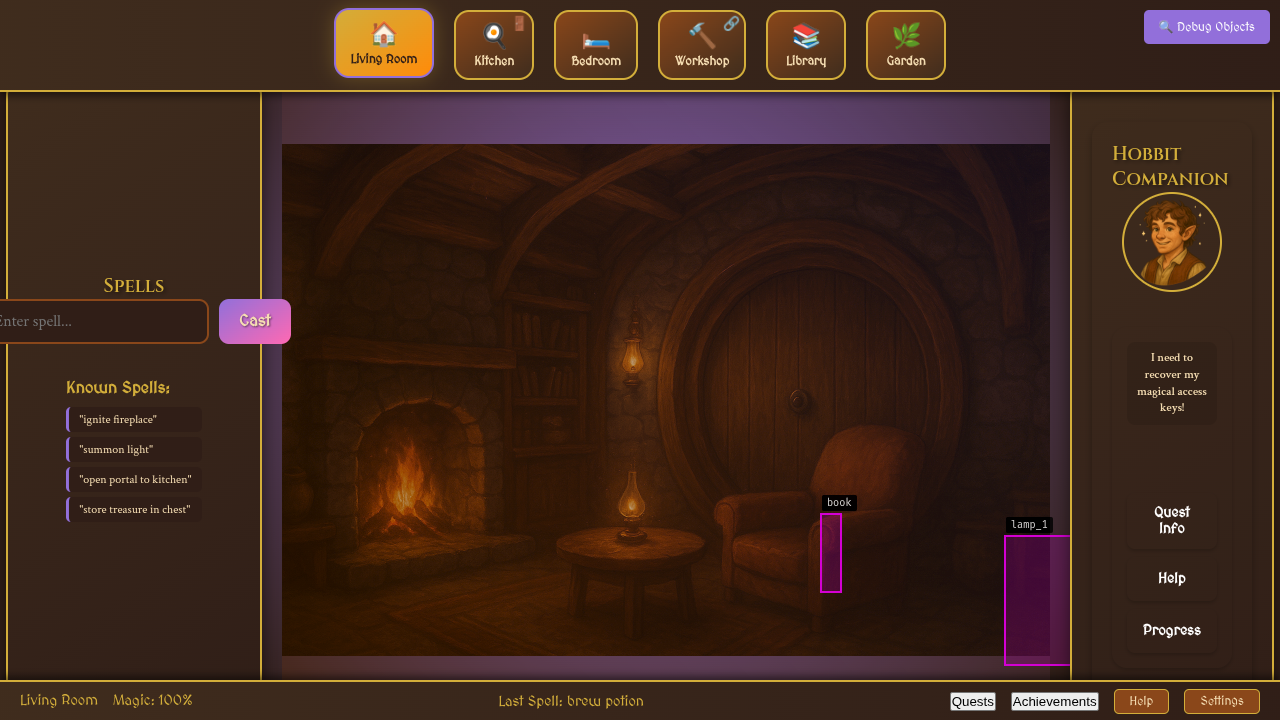 Living Room
Kitchen
Bedroom
Workshop
Library
Garden
Debug Objects
Spells
Enter spell...
Cast
Known Spells:
"ignite fireplace"
"summon light"
"open portal to kitchen"
"store treasure in chest"
book
lamp_1
Hobbit
Companion
I need to
recover my
magical access
keys!
Quest
Info
Help
Progress
Living Room Magic: 100%
Last Spell: brew potion
Quests
Achievements
Help
Settings